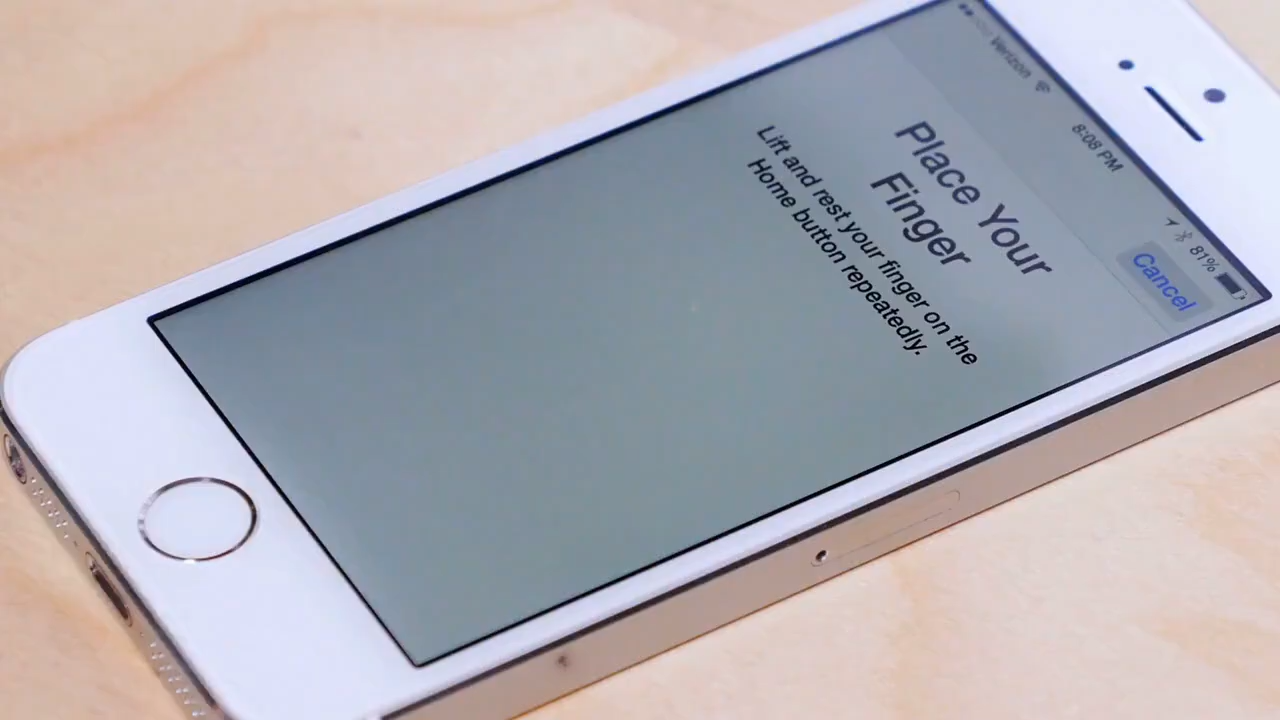 Verizon 8:08 PM 81%
Cancel
Place Your
Finger
Lift and rest your finger on the
Home button repeatedly.